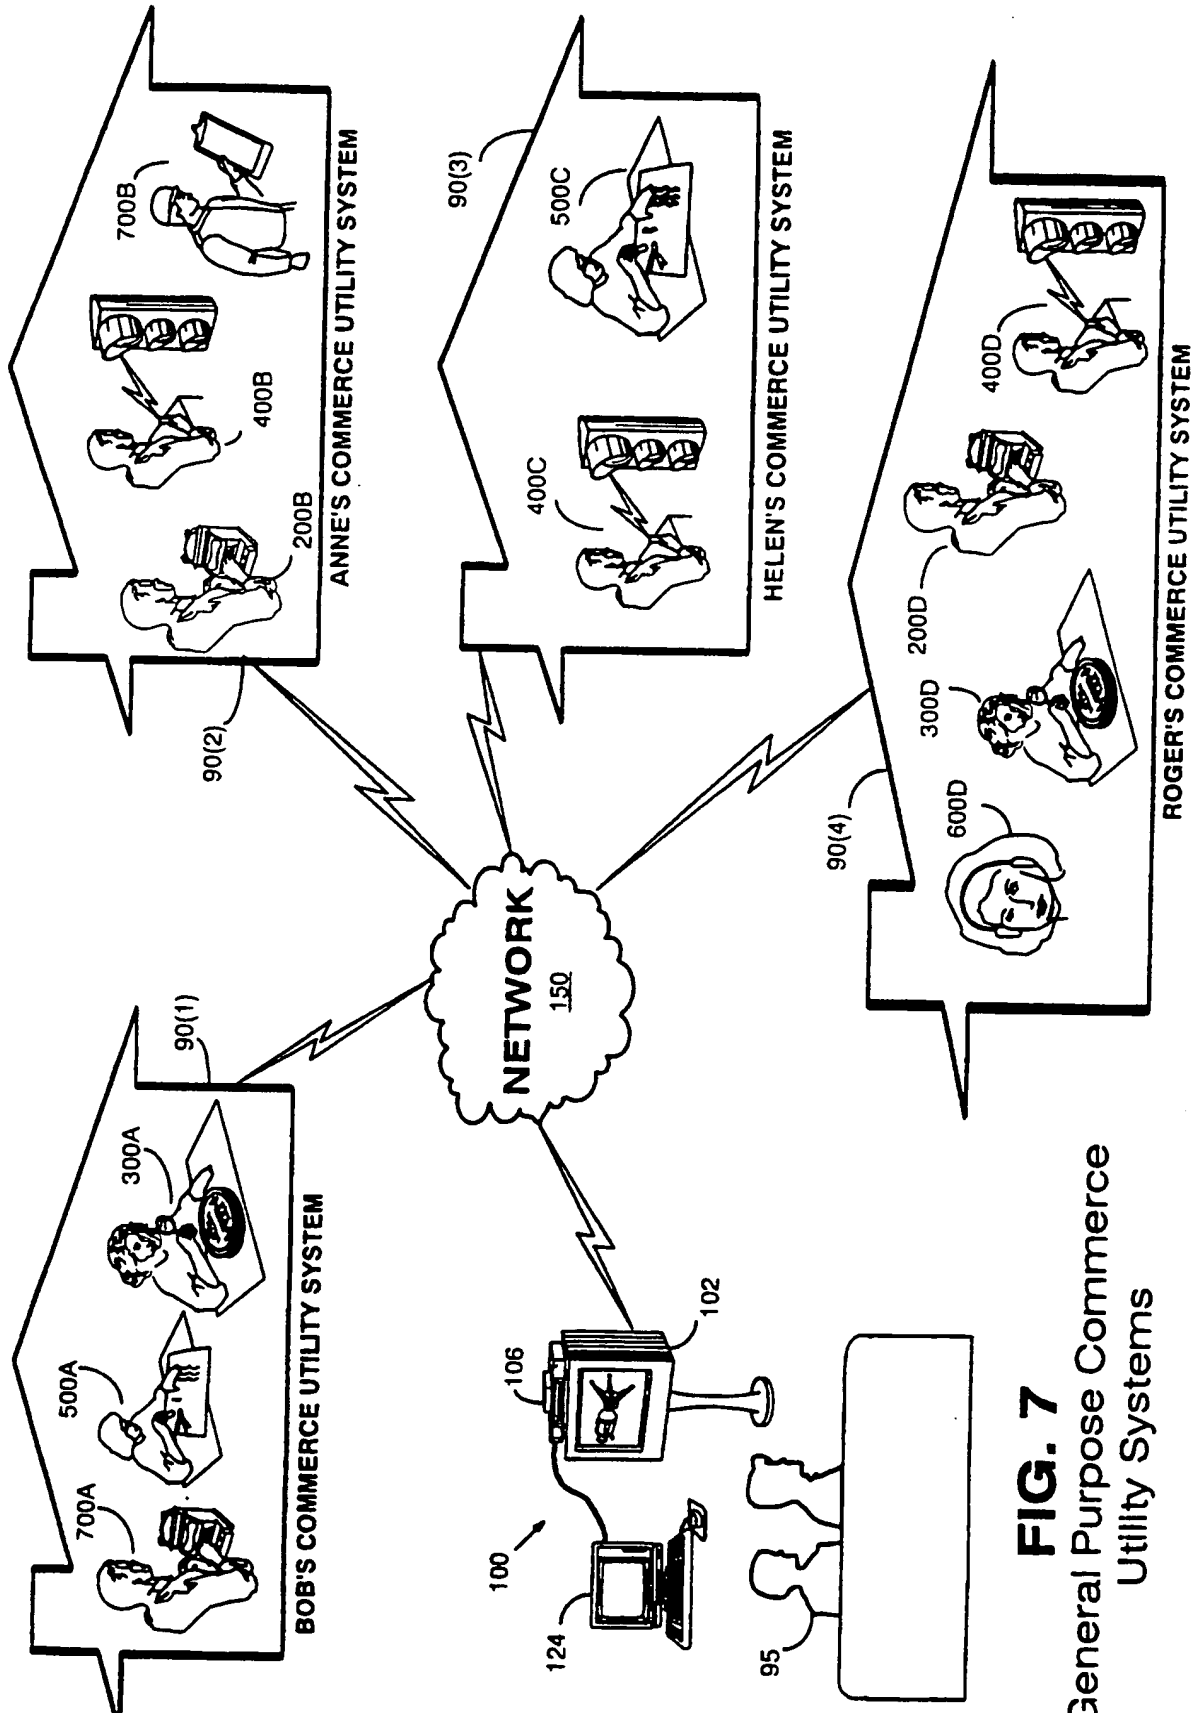 700A
500A
300A
90(1)
BOB'S COMMERCE UTILITY SYSTEM
90(2)
200B
400B
700B
ANNE'S COMMERCE UTILITY SYSTEM
100
124
106
102
NETWORK
150
90(3)
400C
500C
HELEN'S COMMERCE UTILITY SYSTEM
95
90(4)
600D
300D
200D
400D
ROGER'S COMMERCE UTILITY SYSTEM
FIG. 7
General Purpose Commerce
Utility Systems